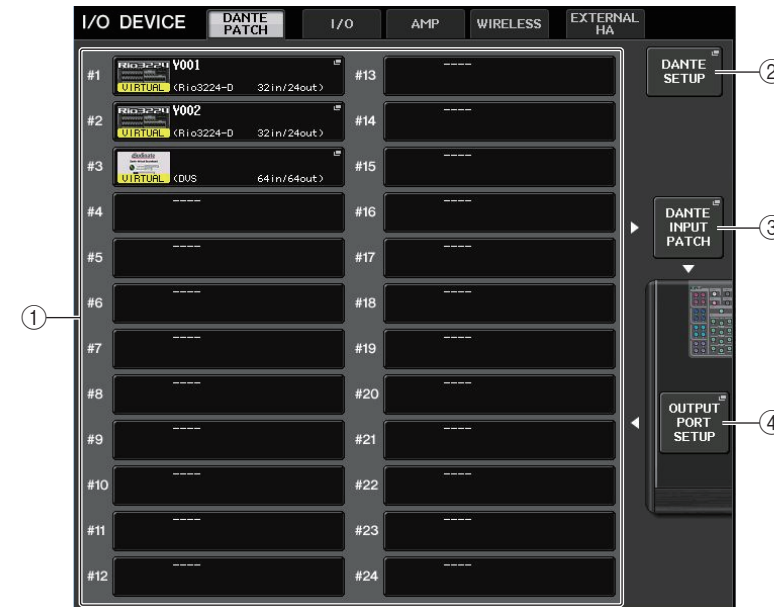 I/O DEVICE
DANTE PATCH
I/O
AMP
WIRELESS
EXTERNAL HA
#1
Rio3224
Y001
VIRTUAL
(Rio3224-D 32in/24out)
#2
Rio3224
Y002
VIRTUAL
(Rio3224-D 32in/24out)
#3
VIRTUAL
(DVS 64in/64out)
#4 ----
#5 ----
#6 ----
#7 ----
#8 ----
#9 ----
#10 ----
#11 ----
#12 ----
#13 ----
#14 ----
#15 ----
#16 ----
#17 ----
#18 ----
#19 ----
#20 ----
#21 ----
#22 ----
#23 ----
#24 ----
DANTE
SETUP
DANTE
INPUT
PATCH
OUTPUT
PORT
SETUP
①
②
③
④